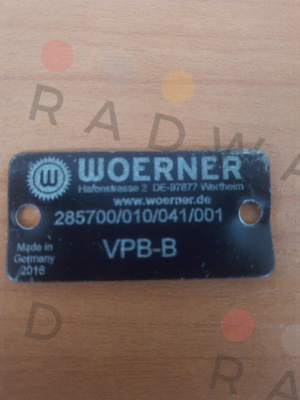 RADWA
WOERNER
Hafenstrasse 2 DE-97877 Wertheim
www.woerner.de
285700/010/041/001
Made in
Germany
2016
VPB-B
D R